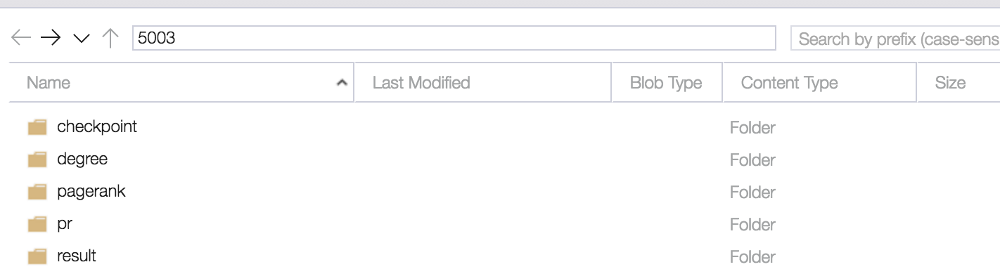 5003 Search by prefix (case-sens
Name Last Modified Blob Type Content Type Size
checkpoint Folder
degree Folder
pagerank Folder
pr Folder
result Folder